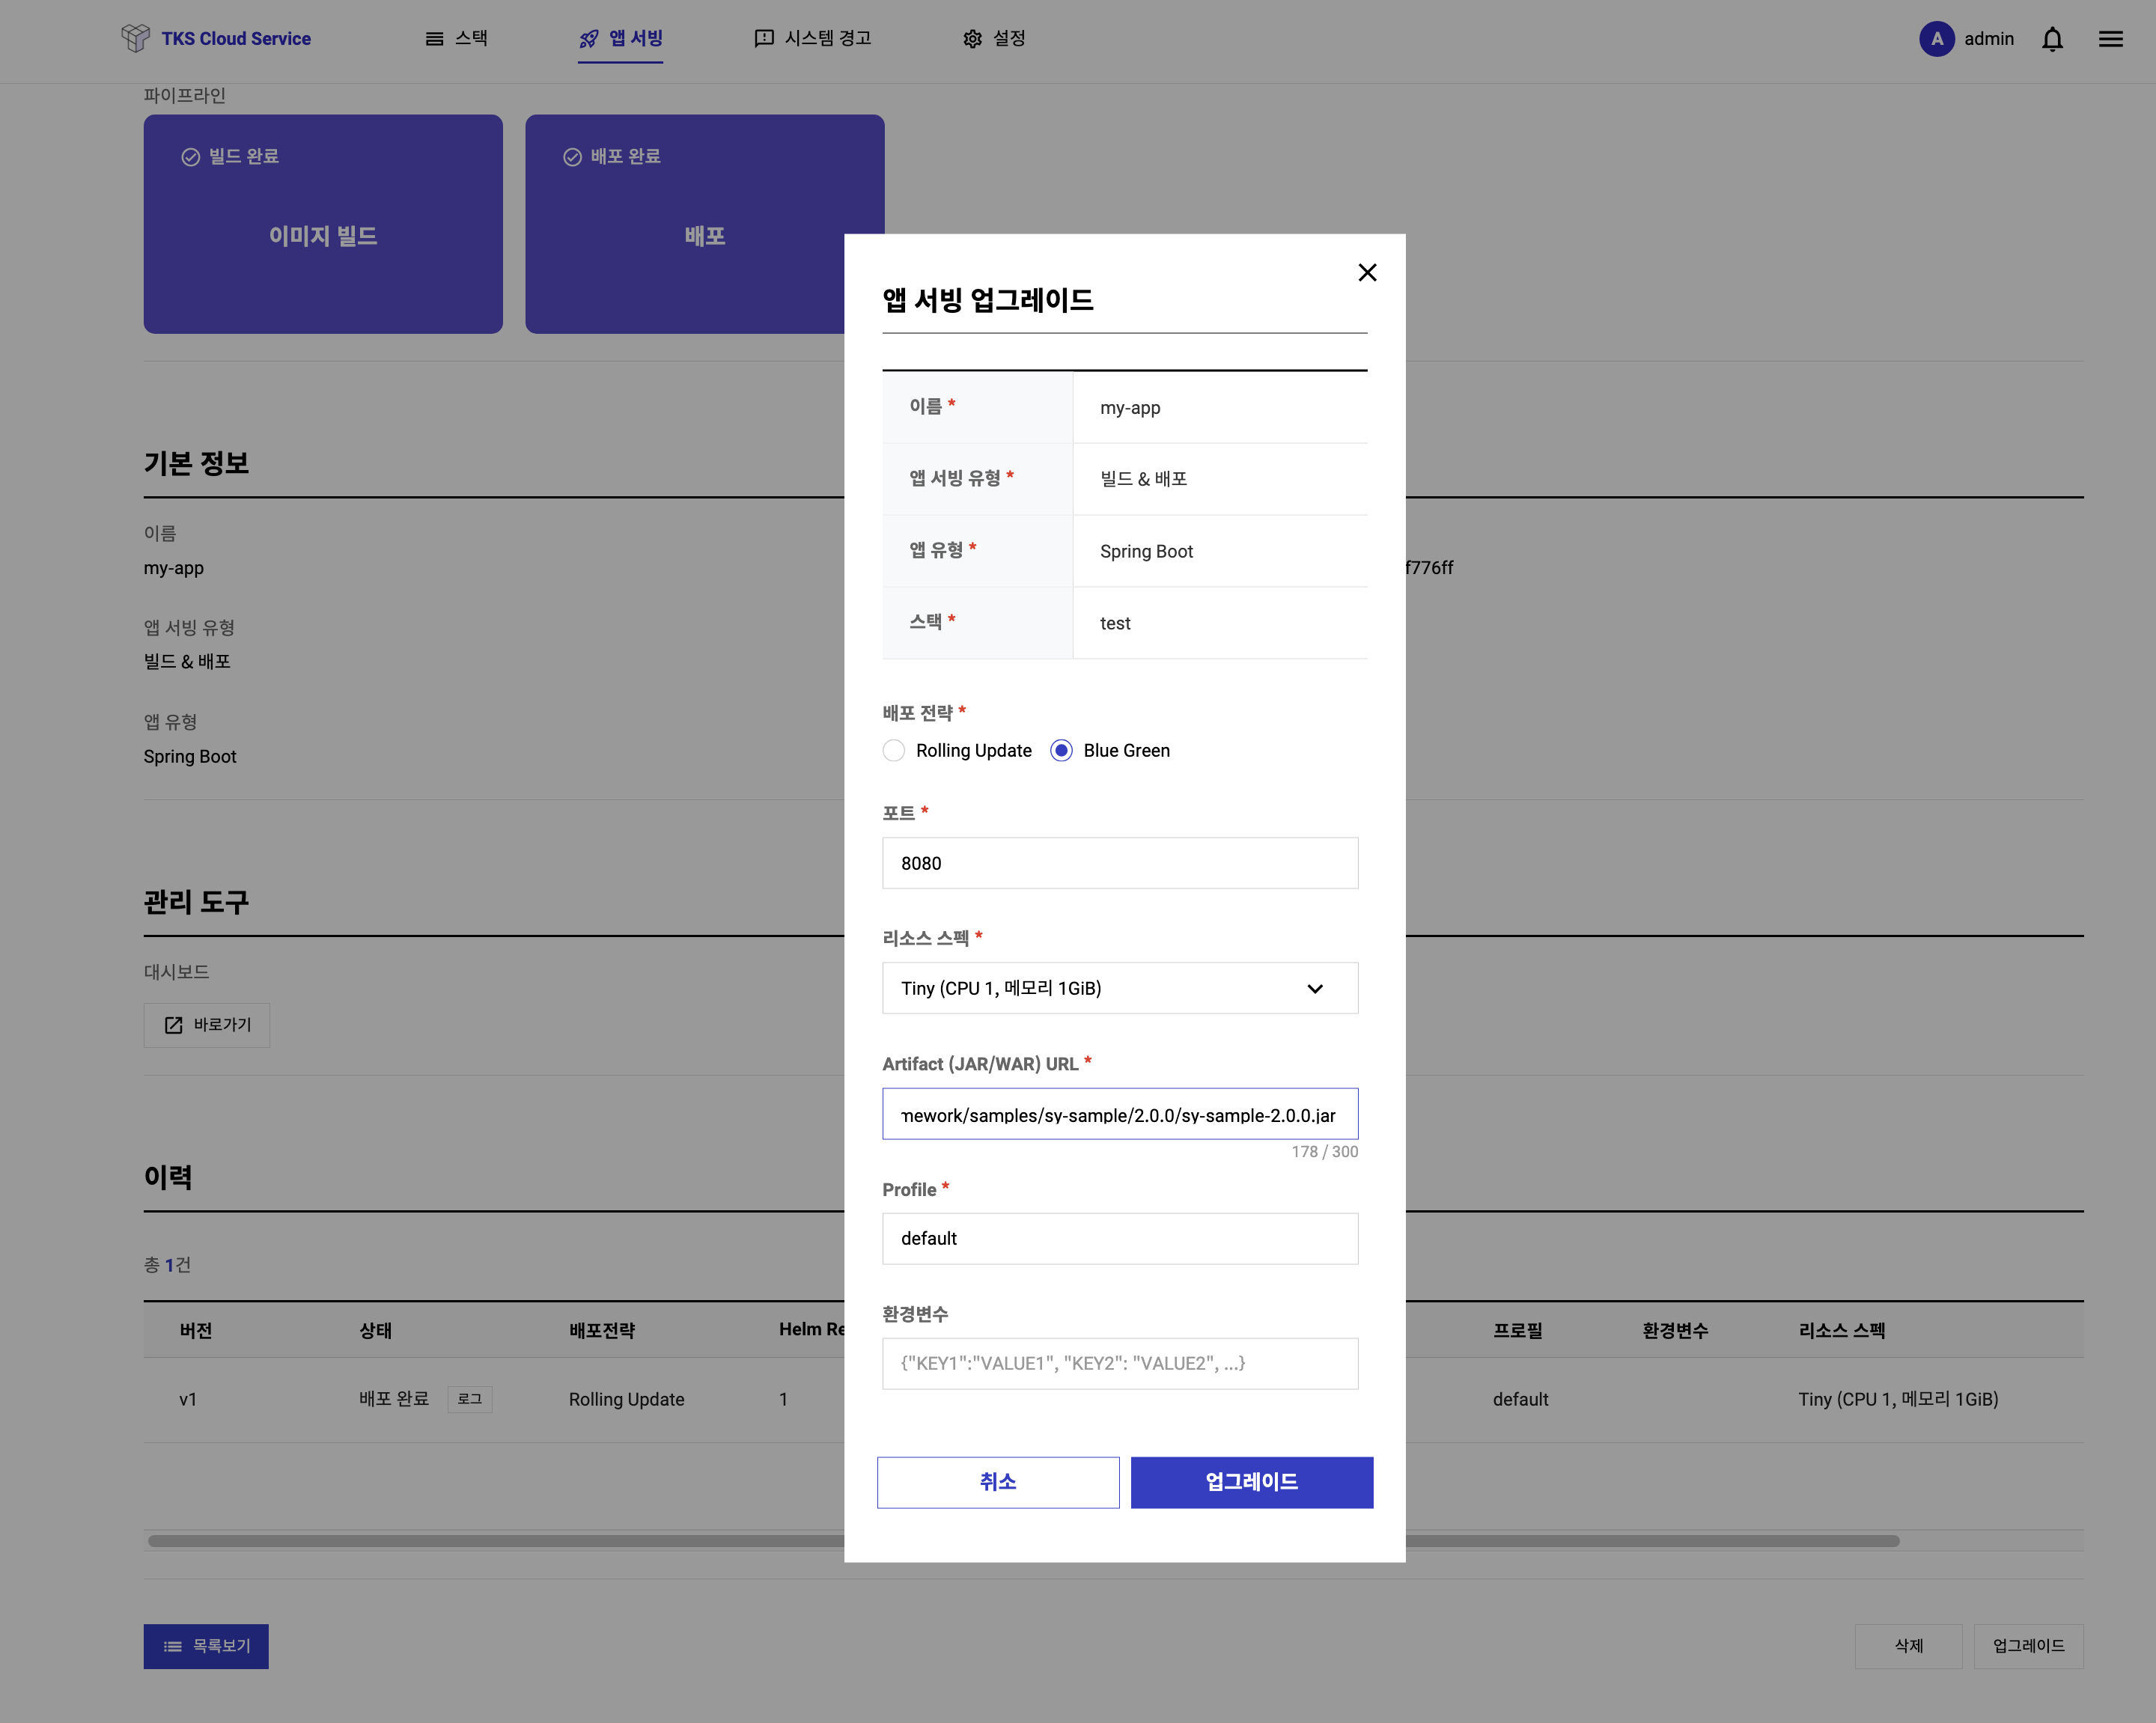 TKS Cloud Service
스택
앱 서빙
시스템 경고
설정
A
admin
파이프라인
빌드 완료
이미지 빌드
배포 완료
배포
기본 정보
이름
my-app
f776ff
앱 서빙 유형
빌드 & 배포
앱 유형
Spring Boot
관리 도구
대시보드
바로가기
이력
총 1건
버전 상태 배포전략 Helm Re 프로필 환경변수 리소스 스펙
v1 배포 완료 로그 Rolling Update 1 default Tiny (CPU 1, 메모리 1GiB)
목록보기
삭제
업그레이드
앱 서빙 업그레이드
이름 * my-app
앱 서빙 유형 * 빌드 & 배포
앱 유형 * Spring Boot
스택 * test
배포 전략 *
Rolling Update Blue Green
포트 *
8080
리소스 스펙 *
Tiny (CPU 1, 메모리 1GiB)
Artifact (JAR/WAR) URL *
mework/samples/sy-sample/2.0.0/sy-sample-2.0.0.jar
178 / 300
Profile *
default
환경변수
{"KEY1":"VALUE1", "KEY2": "VALUE2", ...}
취소
업그레이드